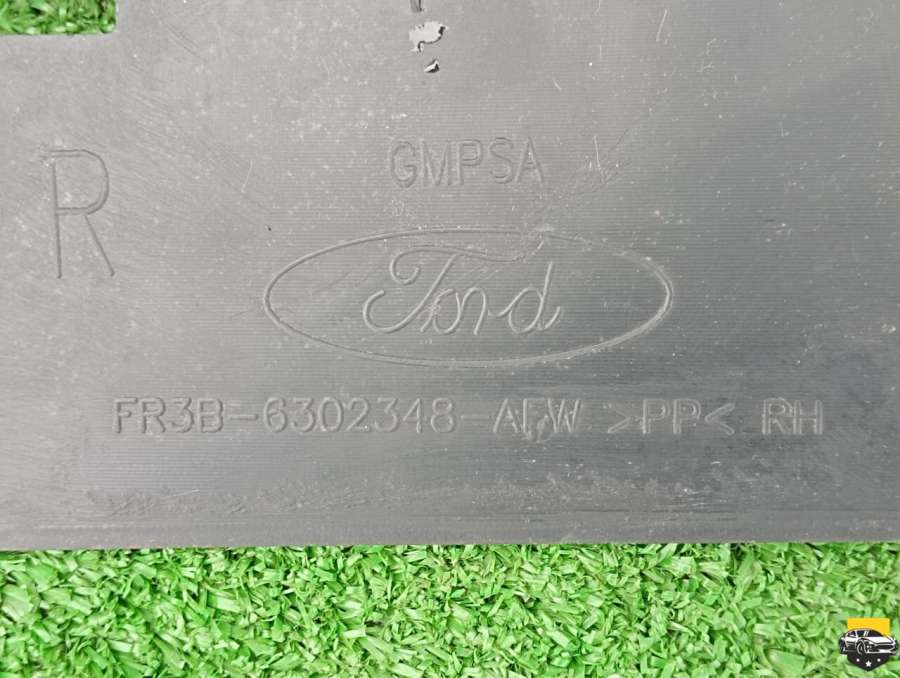 GMPSA
R
Ford
FR3B-6302348-AFW >PP< RH